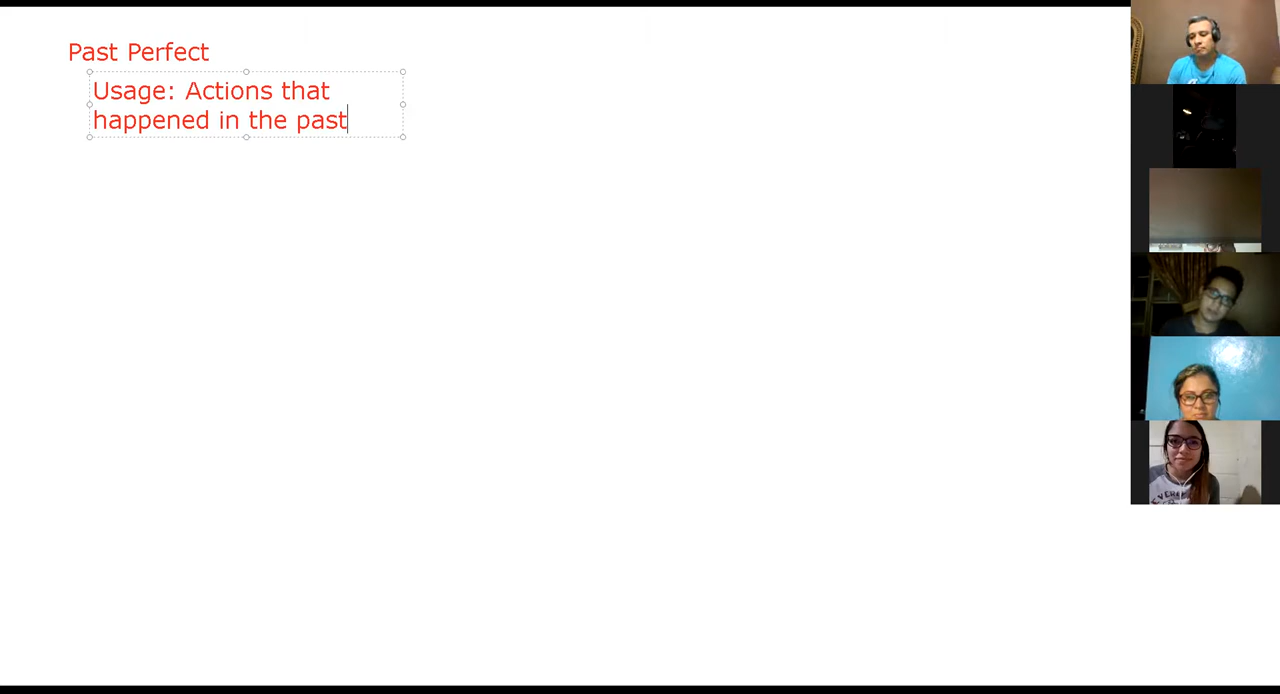 Past Perfect
Usage: Actions that
happened in the past